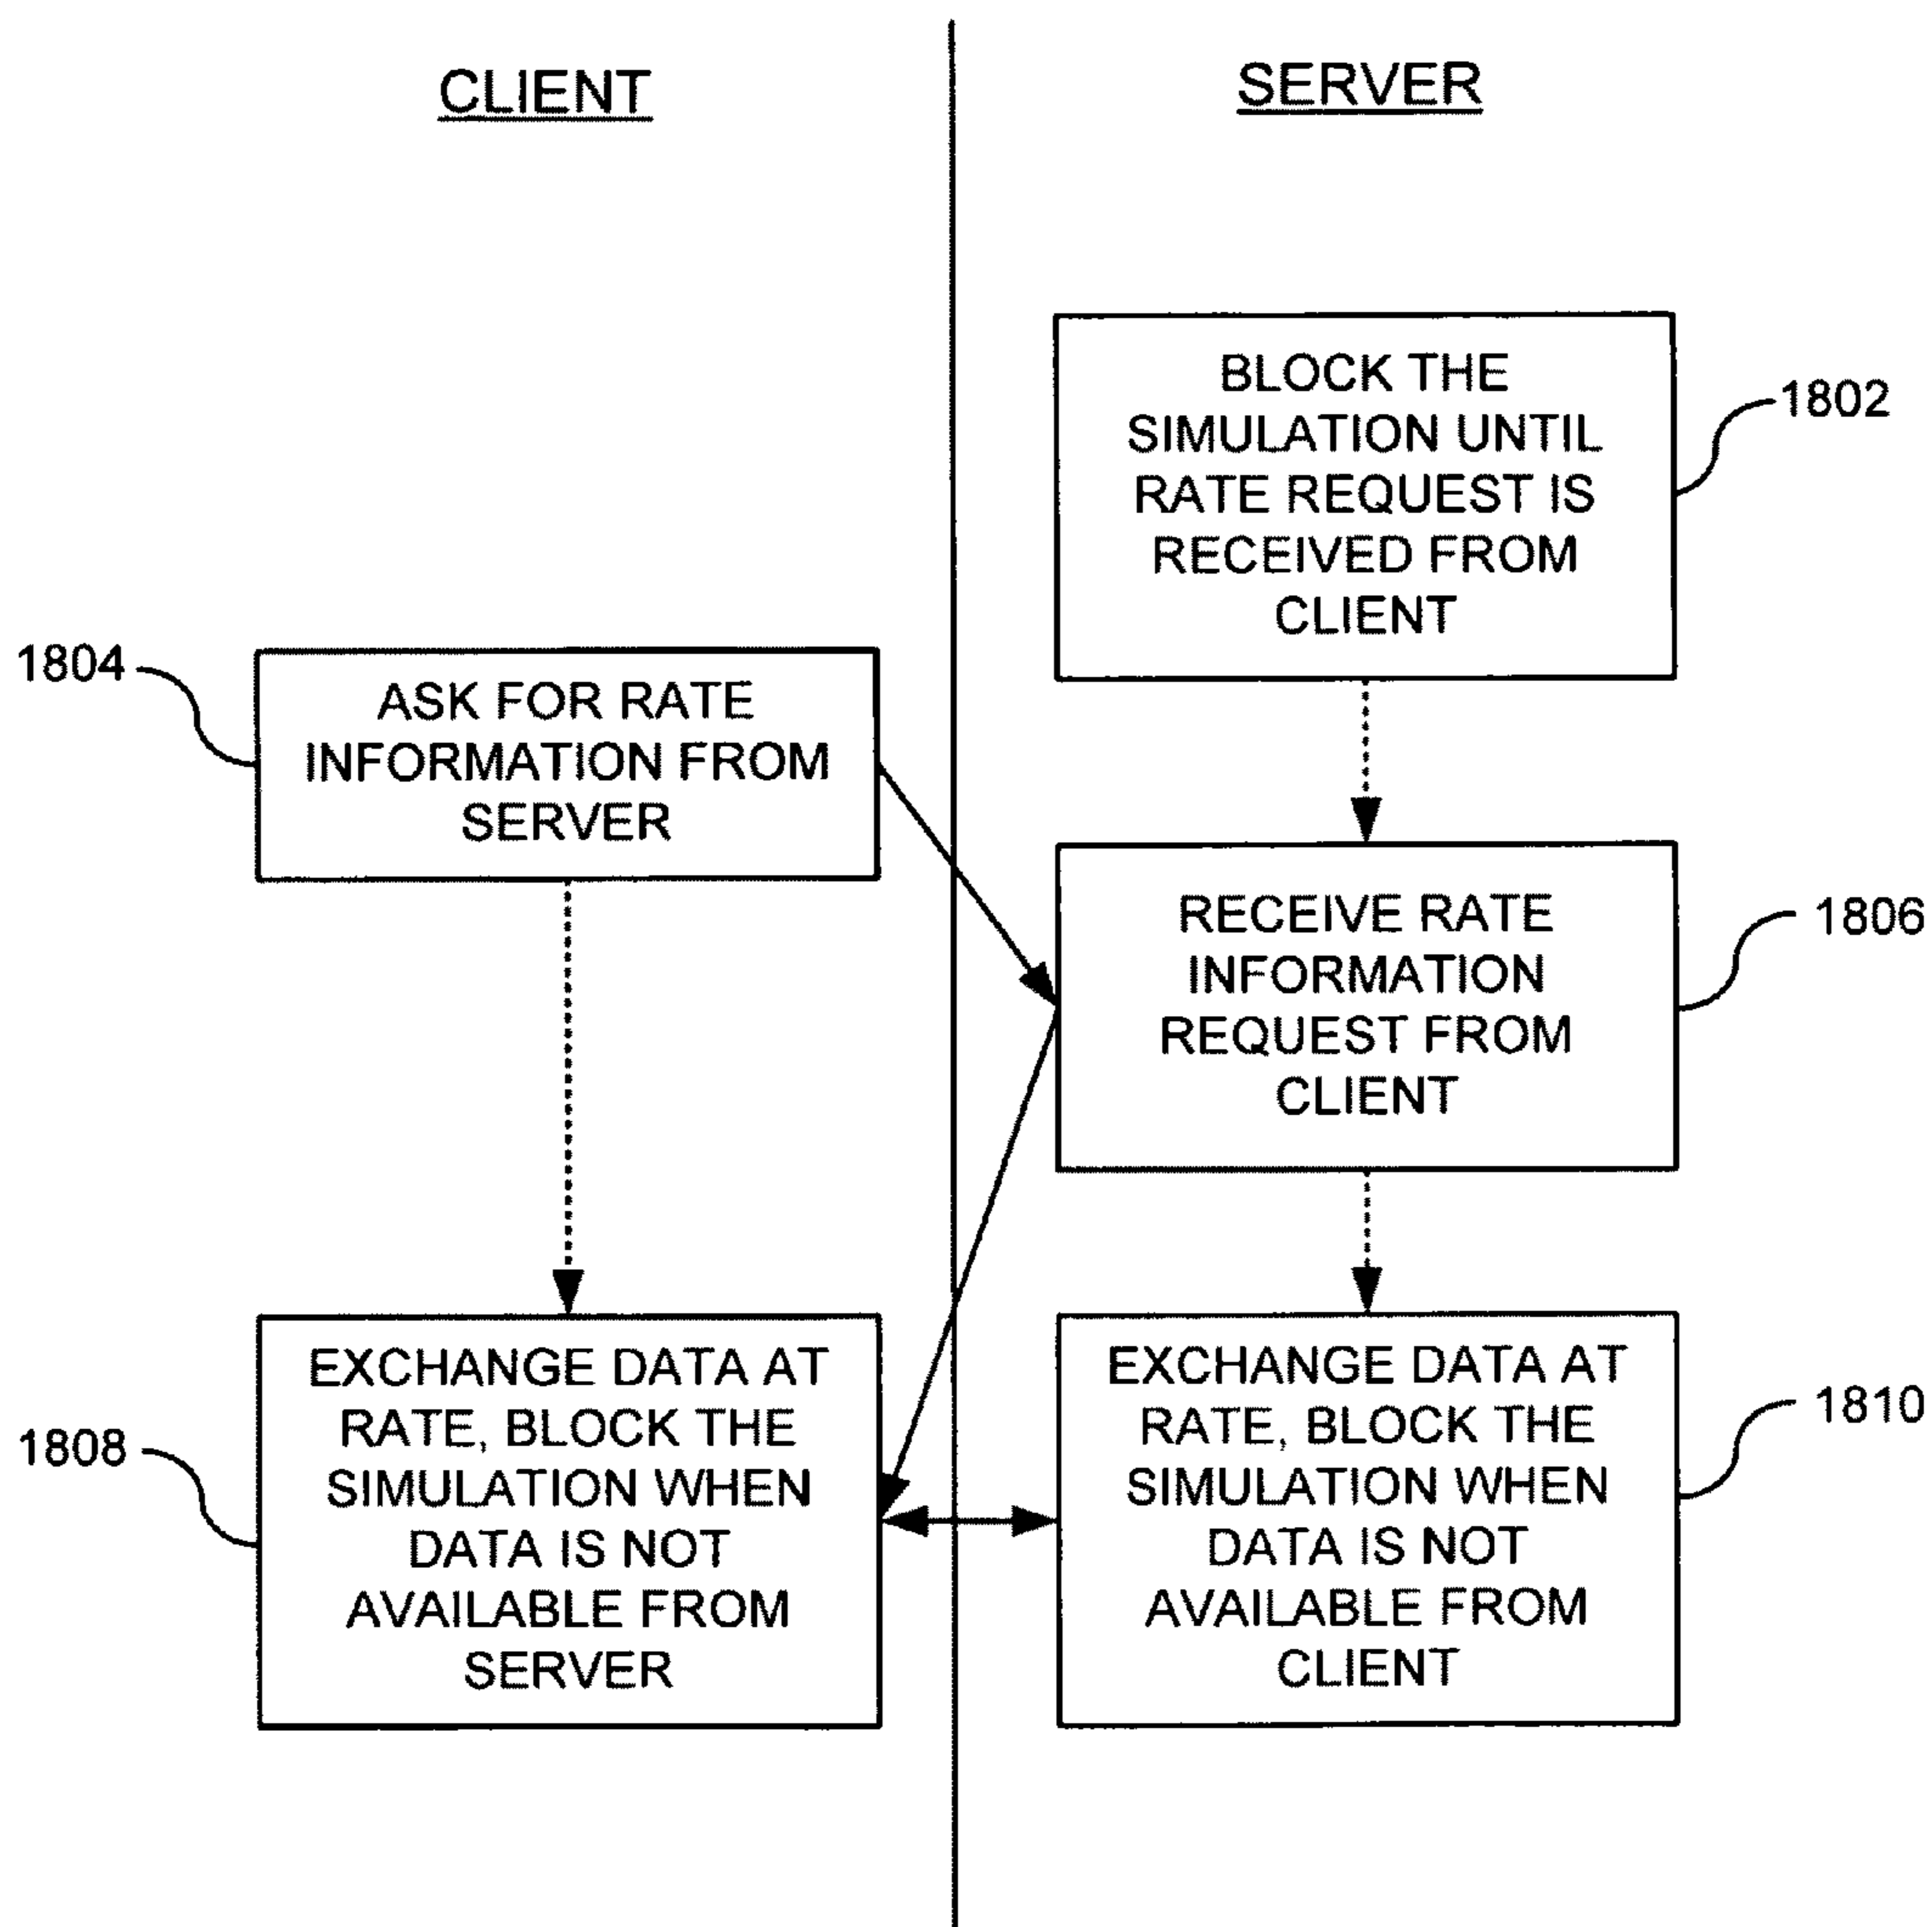 CLIENT
SERVER
BLOCK THE
SIMULATION UNTIL
RATE REQUEST IS
RECEIVED FROM
CLIENT
1802
1804
ASK FOR RATE
INFORMATION FROM
SERVER
RECEIVE RATE
INFORMATION
REQUEST FROM
CLIENT
1806
EXCHANGE DATA AT
RATE, BLOCK THE
SIMULATION WHEN
DATA IS NOT
AVAILABLE FROM
SERVER
1808
EXCHANGE DATA AT
RATE, BLOCK THE
SIMULATION WHEN
DATA IS NOT
AVAILABLE FROM
CLIENT
1810